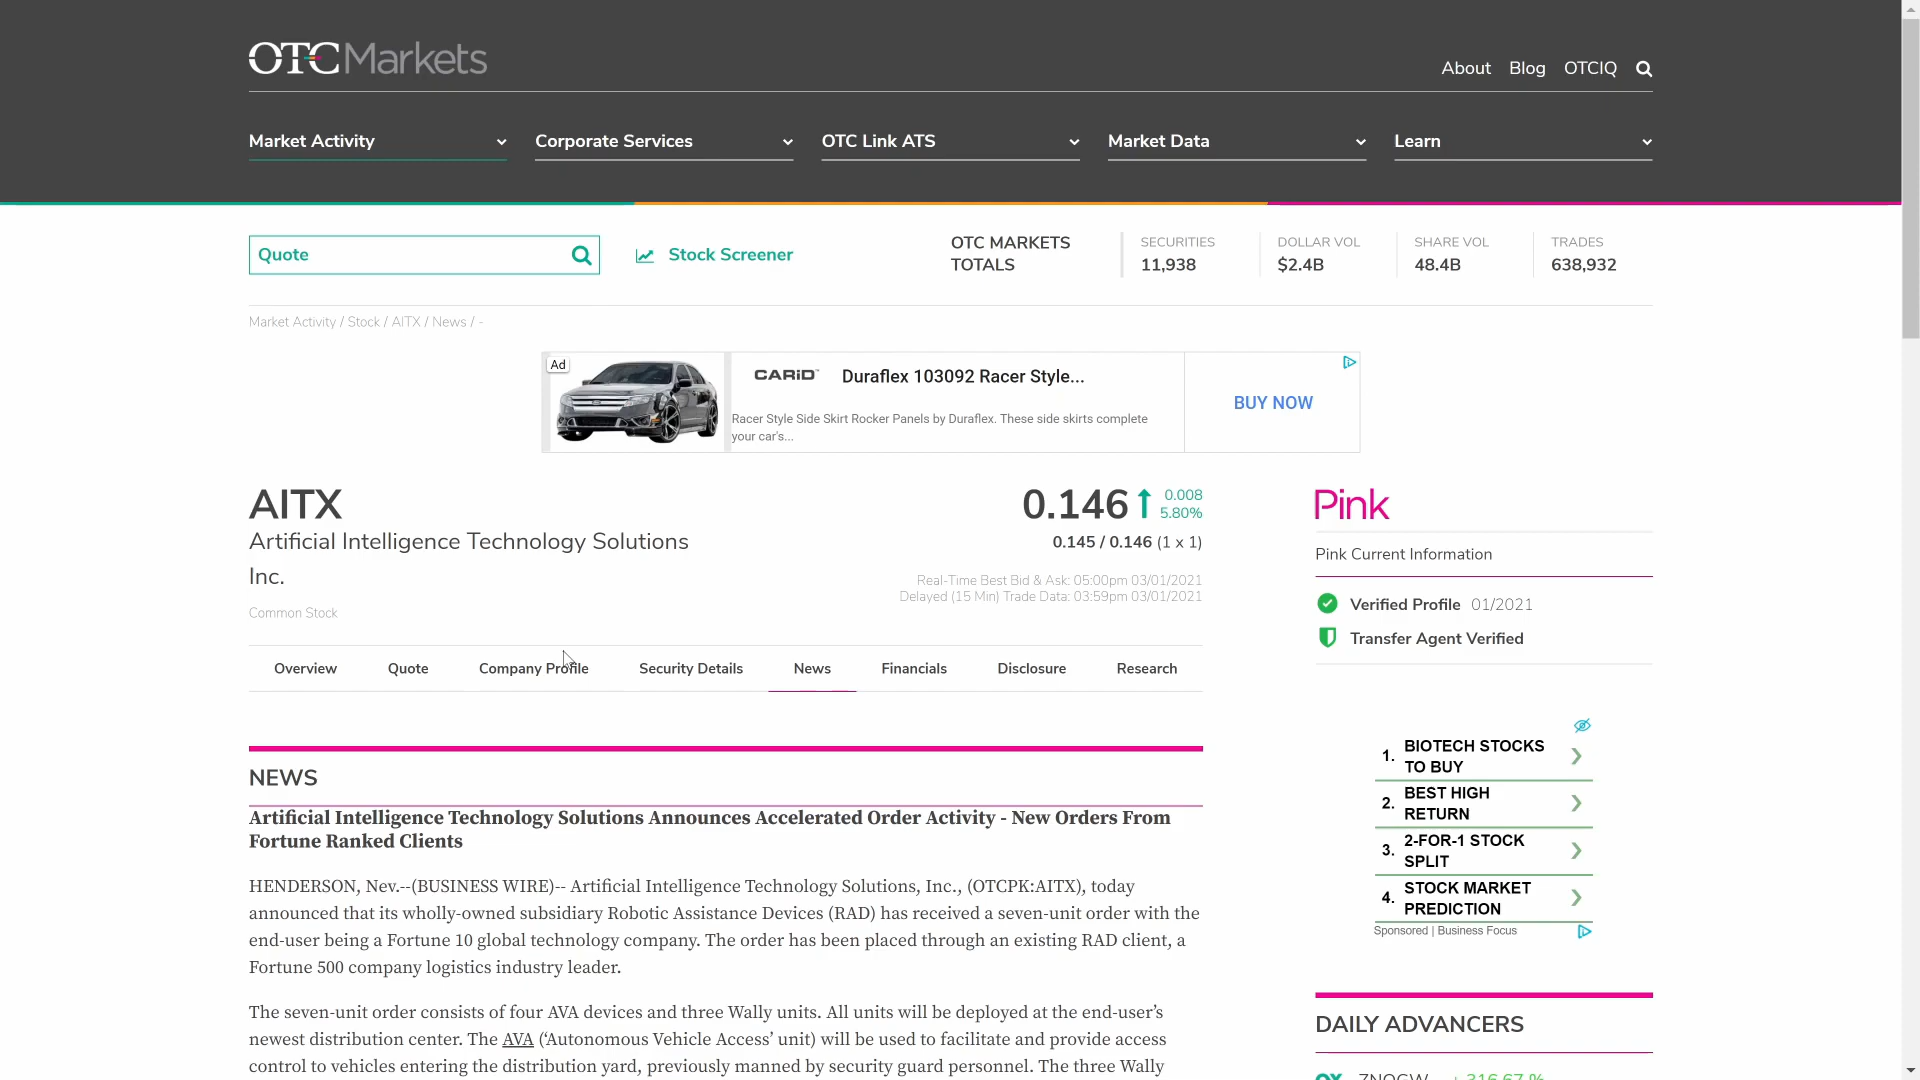 OTCMarkets
About Blog OTCIQ
Market Activity Corporate Services OTC Link ATS Market Data Learn
Quote
Stock Screener
OTC MARKETS
TOTALS
SECURITIES
11,938
DOLLAR VOL
$2.4B
SHARE VOL
48.4B
TRADES
638,932
Market Activity / Stock / AITX / News / -
Ad
CARiD
Duraflex 103092 Racer Style...
Racer Style Side Skirt Rocker Panels by Duraflex. These side skirts complete
your car's...
BUY NOW
AITX
Artificial Intelligence Technology Solutions
Inc.
Common Stock
0.146
0.008
5.80%
0.145 / 0.146 (1 x 1)
Real-Time Best Bid & Ask: 05:00pm 03/01/2021
Delayed (15 Min) Trade Data: 03:59pm 03/01/2021
Pink
Pink Current Information
Verified Profile 01/2021
Transfer Agent Verified
Overview Quote Company Profile Security Details News Financials Disclosure Research
NEWS
Artificial Intelligence Technology Solutions Announces Accelerated Order Activity - New Orders From
Fortune Ranked Clients
HENDERSON, Nev.--(BUSINESS WIRE)-- Artificial Intelligence Technology Solutions, Inc., (OTCPK:AITX), today
announced that its wholly-owned subsidiary Robotic Assistance Devices (RAD) has received a seven-unit order with the
end-user being a Fortune 10 global technology company. The order has been placed through an existing RAD client, a
Fortune 500 company logistics industry leader.
The seven-unit order consists of four AVA devices and three Wally units. All units will be deployed at the end-user’s
newest distribution center. The AVA (‘Autonomous Vehicle Access’ unit) will be used to facilitate and provide access
control to vehicles entering the distribution yard, previously manned by security guard personnel. The three Wally
1. BIOTECH STOCKS
TO BUY
2. BEST HIGH
RETURN
3. 2-FOR-1 STOCK
SPLIT
4. STOCK MARKET
PREDICTION
Sponsored | Business Focus
DAILY ADVANCERS
ZNOGW + 316.67 %